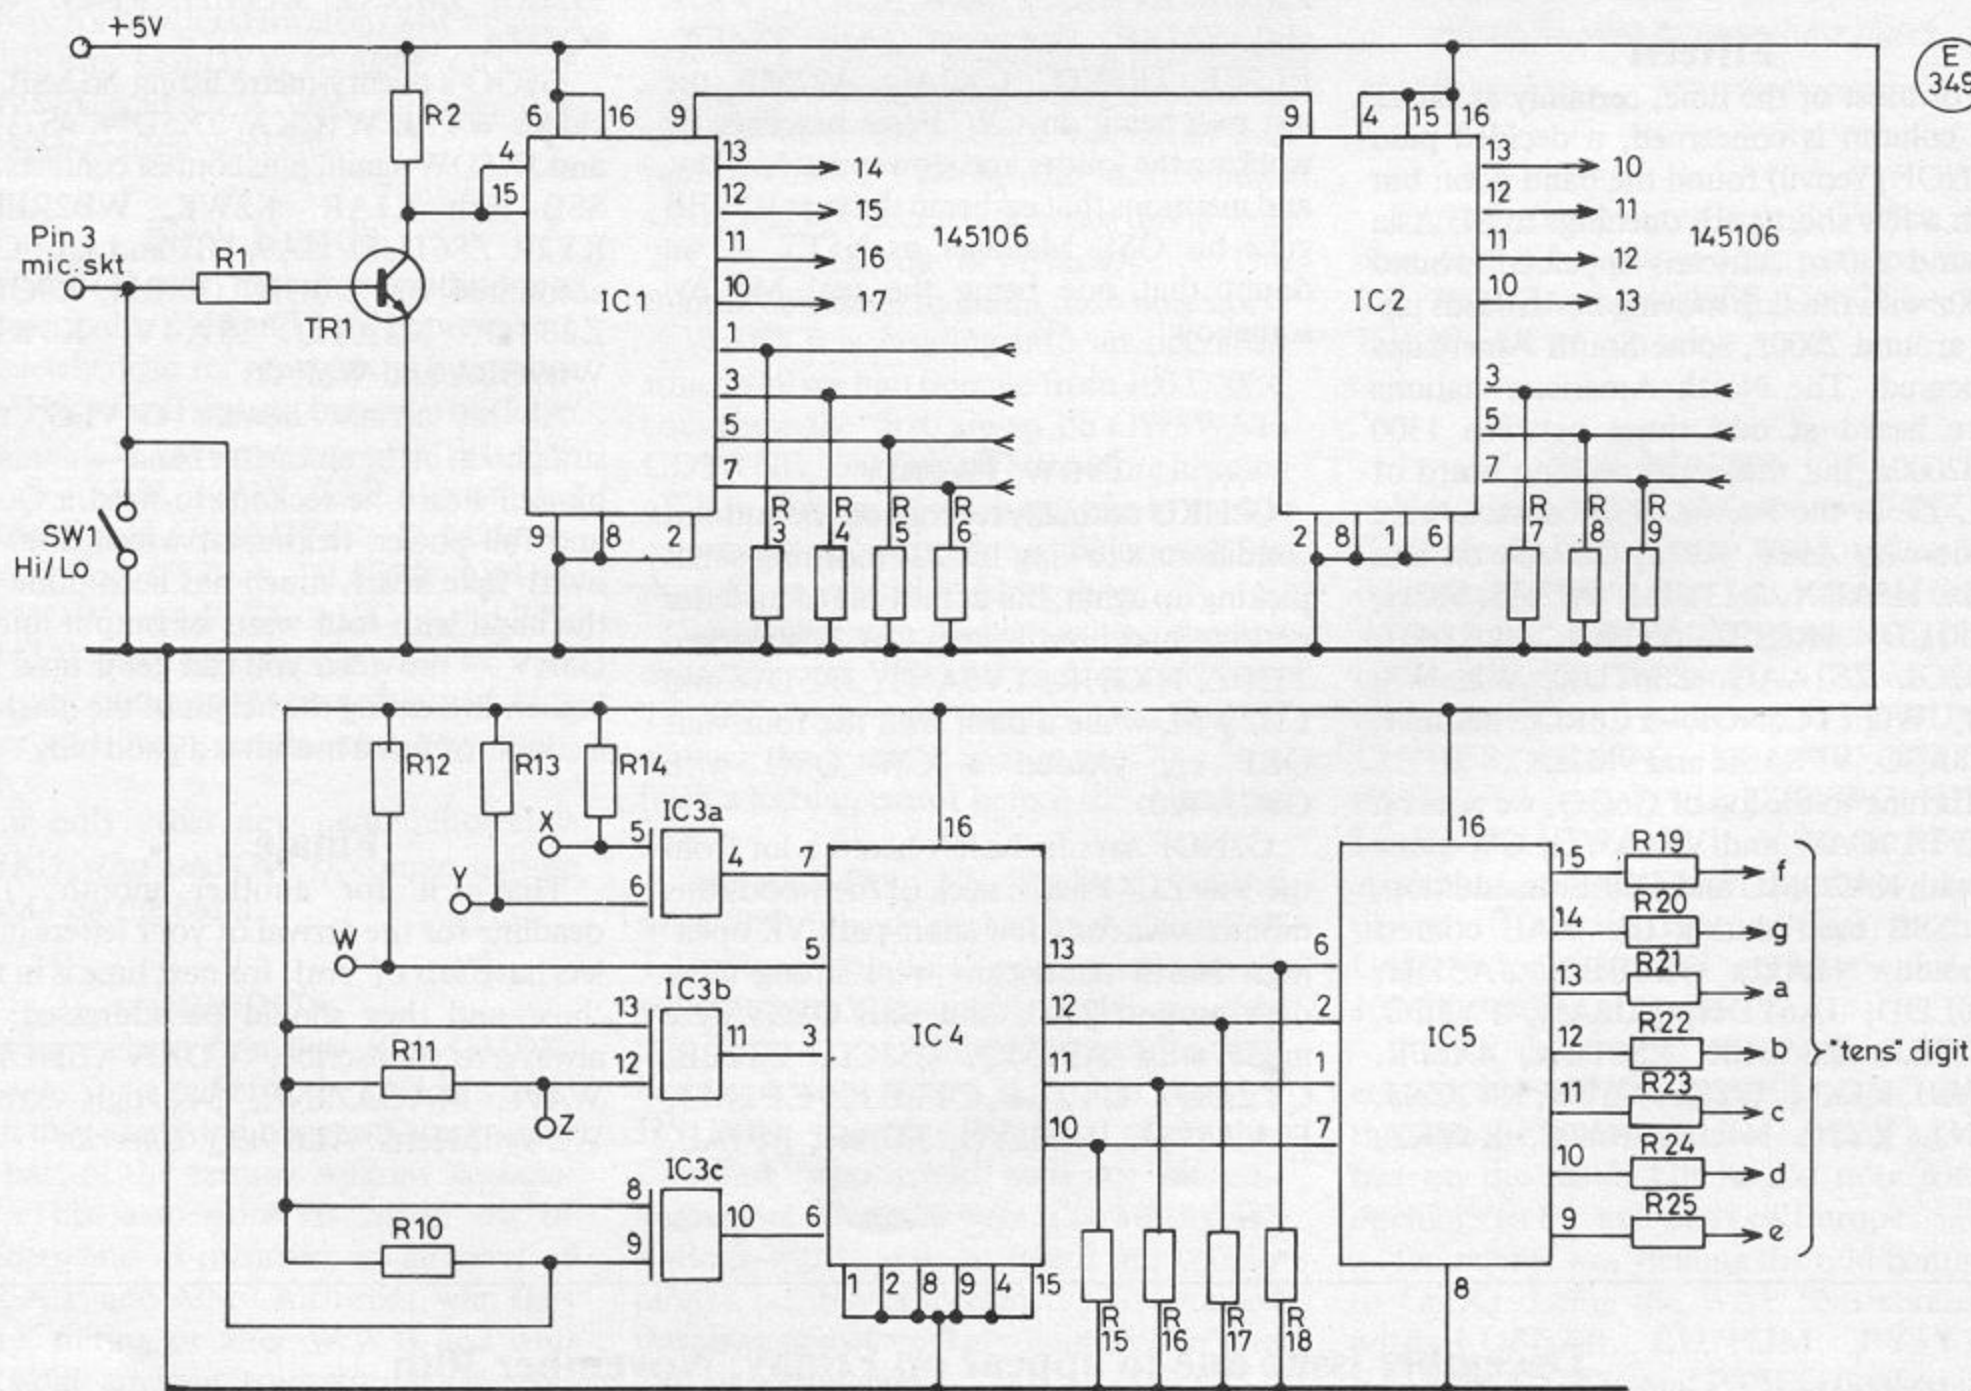 +5V
E
349
R2
6
16
9
9
4
15
16
4
15
13
14
12
15
11
16
10
17
1
3
5
7
145106
IC1
13
10
12
11
11
12
10
13
3
5
7
145106
IC2
Pin 3
mic. skt
R1
TR1
SW1
Hi/Lo
9
8
2
R
3
R
4
R
5
R
6
2
8
1
6
R
7
R
8
R
9
R12
R13
R14
IC3a
X
5
Y
6
4
7
16
16
W
5
IC3b
13
12
11
3
R11
Z
IC3c
8
9
10
6
R10
IC4
13
12
11
10
6
2
1
7
IC5
15
R19
f
14
R20
g
13
R21
a
12
R22
b
11
R23
c
10
R24
d
9
R25
e
"tens" digit
1
2
8
9
4
15
R
15
R
16
R
17
R
18
8